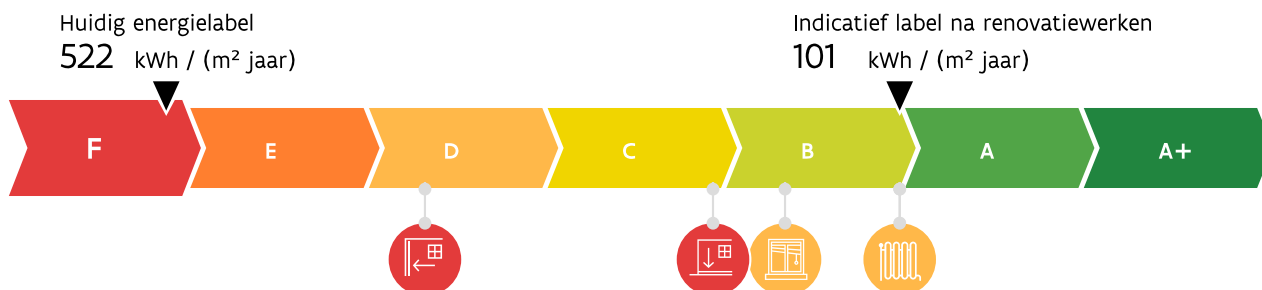 Huidig energielabel
522 kWh / (m² jaar)
Indicatief label na renovatiewerken
101 kWh / (m² jaar)
F E D C B A A+